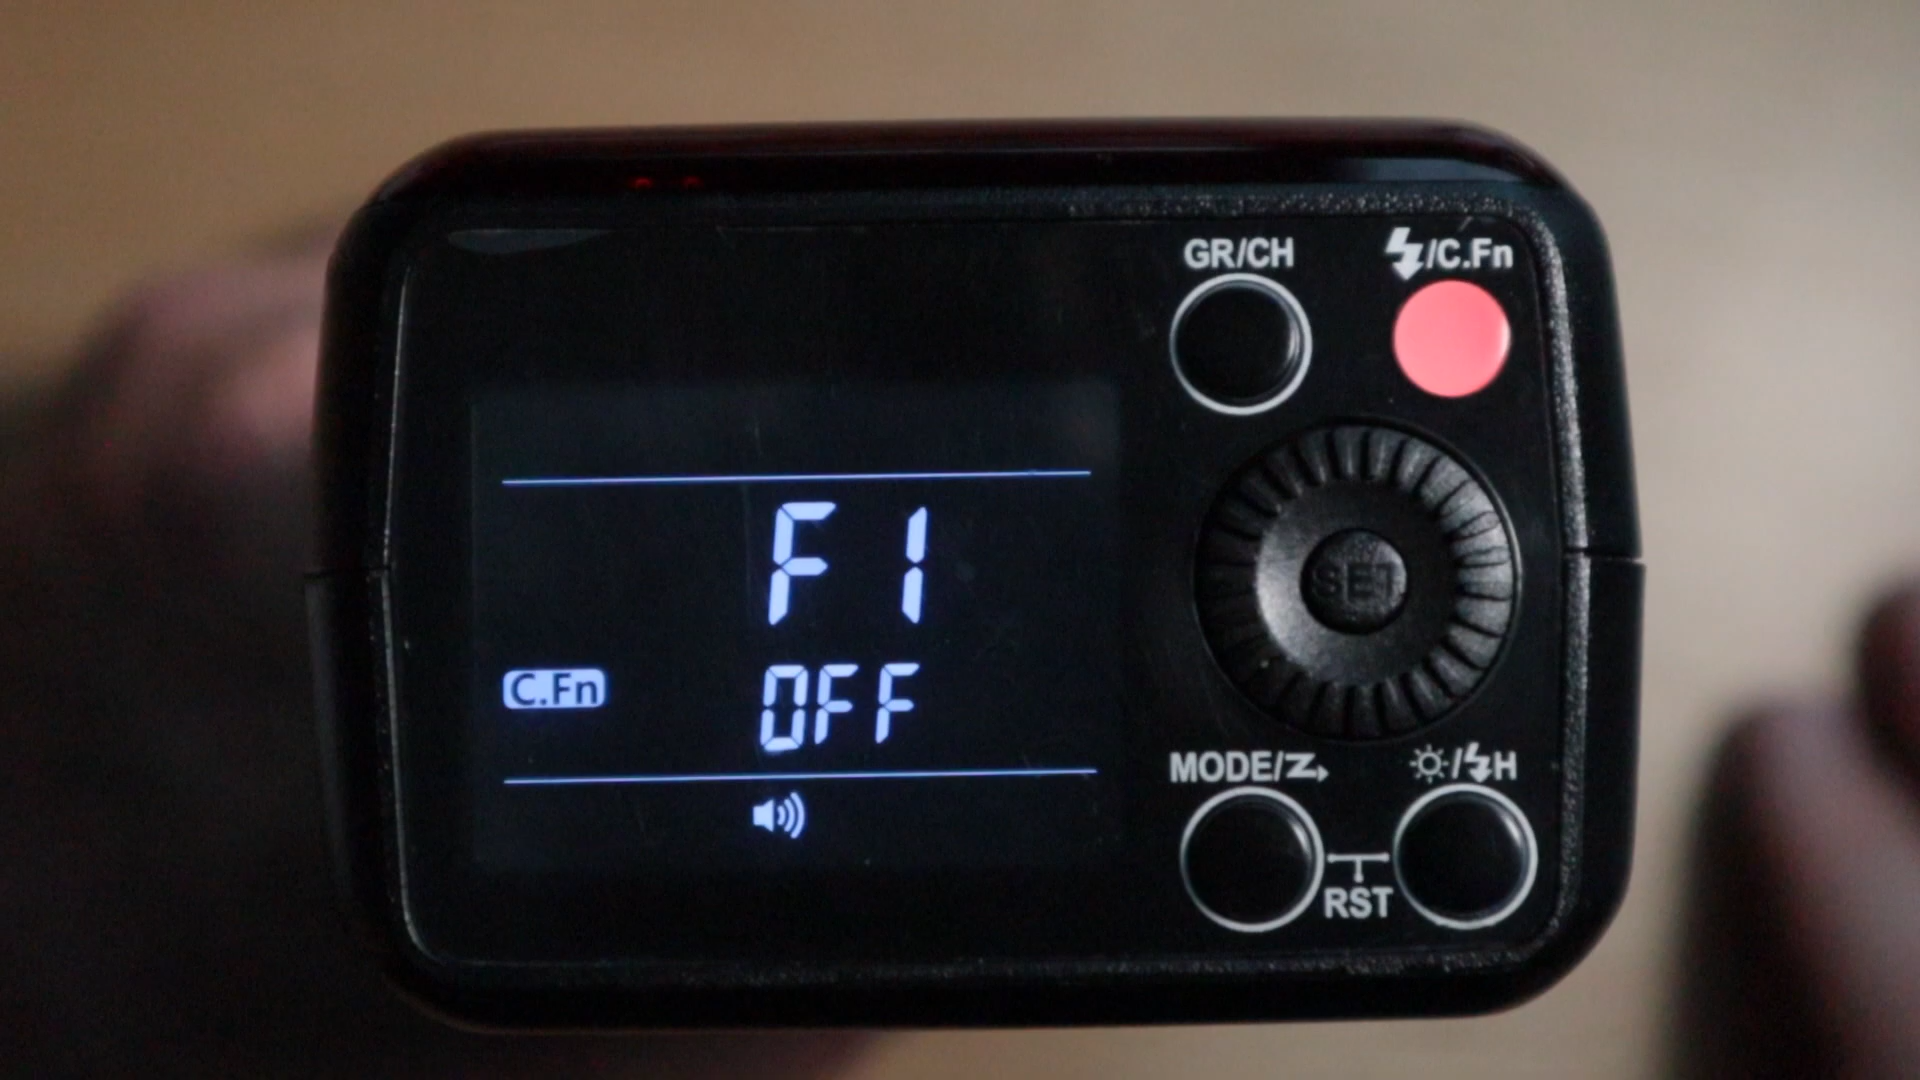 GR/CH
⚡/C.Fn
F1
SET
C.Fn
OFF
MODE/Z
/⚡H
RST